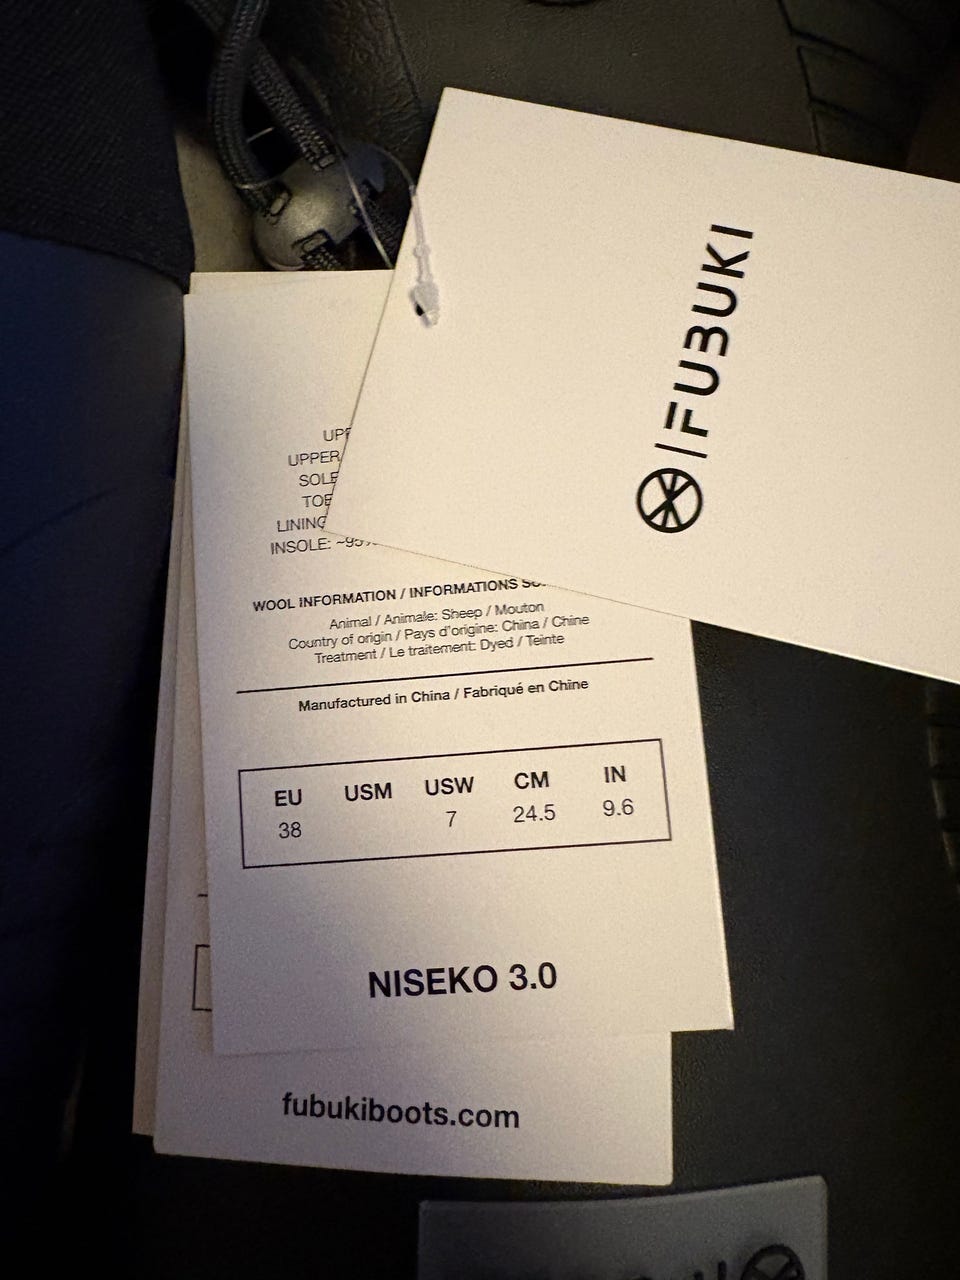 FUBUKI
UPPER
SOLE
LINING
INSOLE:
WOOL INFORMATION / INFORMATIONS
Animal / Animale: Sheep / Mouton
Country of origin / Pays d'origine: China / Chine
Treatment / Le traitement: Dyed / Teinte
Manufactured in China / Fabriqué en Chine
EU USM USW CM IN
38 7 24.5 9.6
NISEKO 3.0
fubukiboots.com